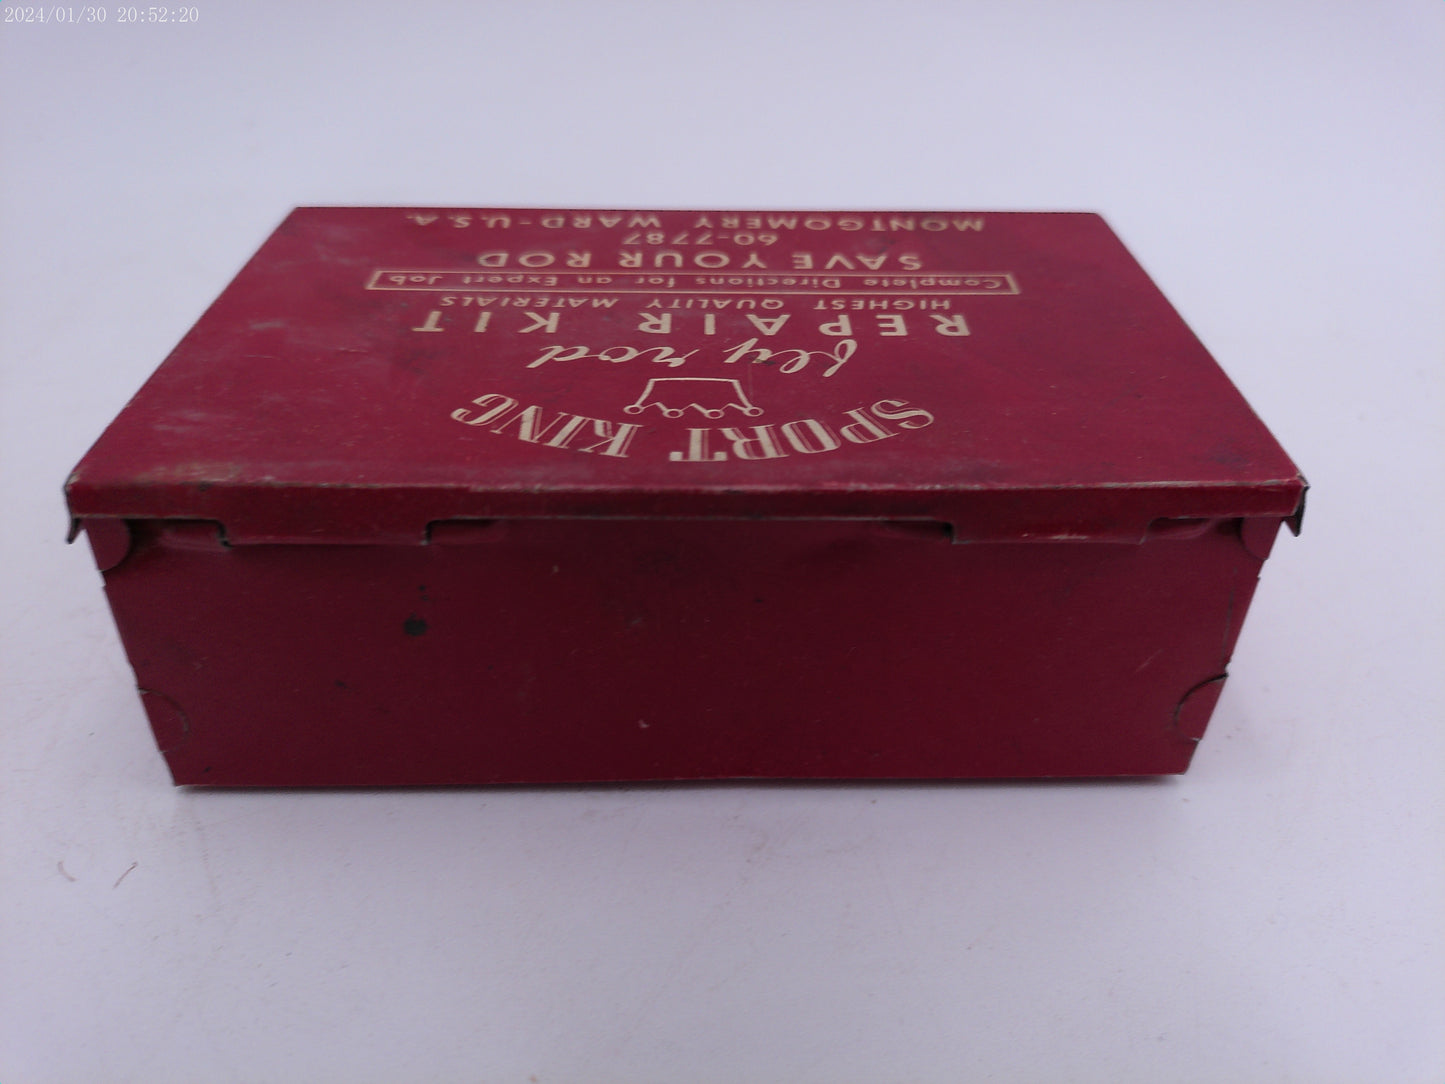 2024/01/30 20:52:20
SPORT KING
fly rod
REPAIR KIT
HIGHEST QUALITY MATERIALS
Complete Directions for an Expert Job
SAVE YOUR ROD
60-7787
MONTGOMERY WARD-U.S.A.